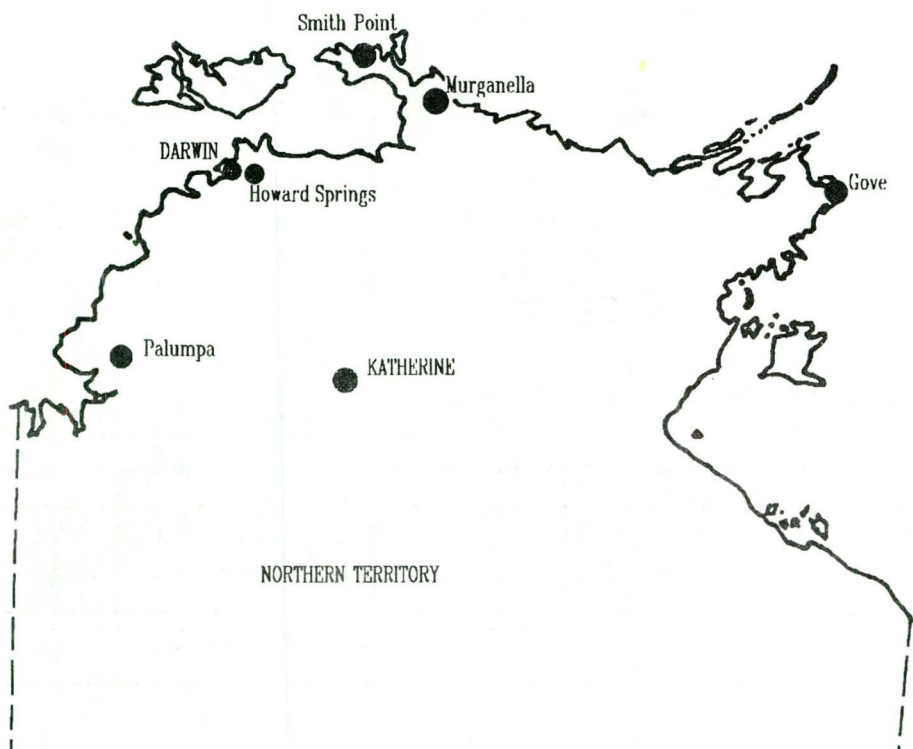 Smith Point
Murganella
DARWIN
Howard Springs
Gove
Palumpa
KATHERINE
NORTHERN TERRITORY